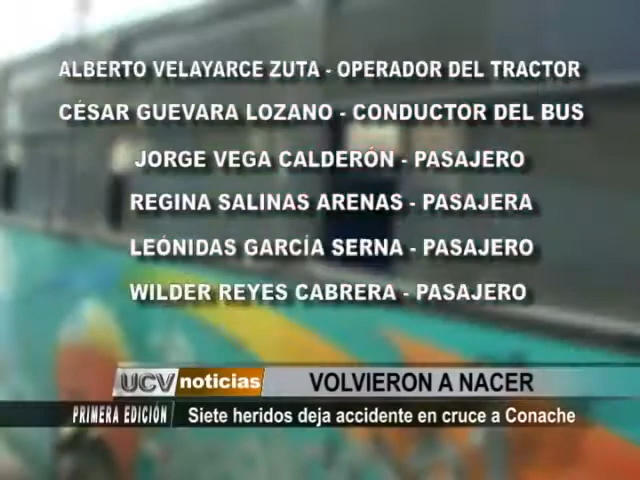 ALBERTO VELAYARCE ZUTA - OPERADOR DEL TRACTOR
CÉSAR GUEVARA LOZANO - CONDUCTOR DEL BUS
JORGE VEGA CALDERÓN - PASAJERO
REGINA SALINAS ARENAS - PASAJERA
LEÓNIDAS GARCÍA SERNA - PASAJERO
WILDER REYES CABRERA - PASAJERO
UCV noticias VOLVIERON A NACER
PRIMERA EDICIÓN Siete heridos deja accidente en cruce a Conache